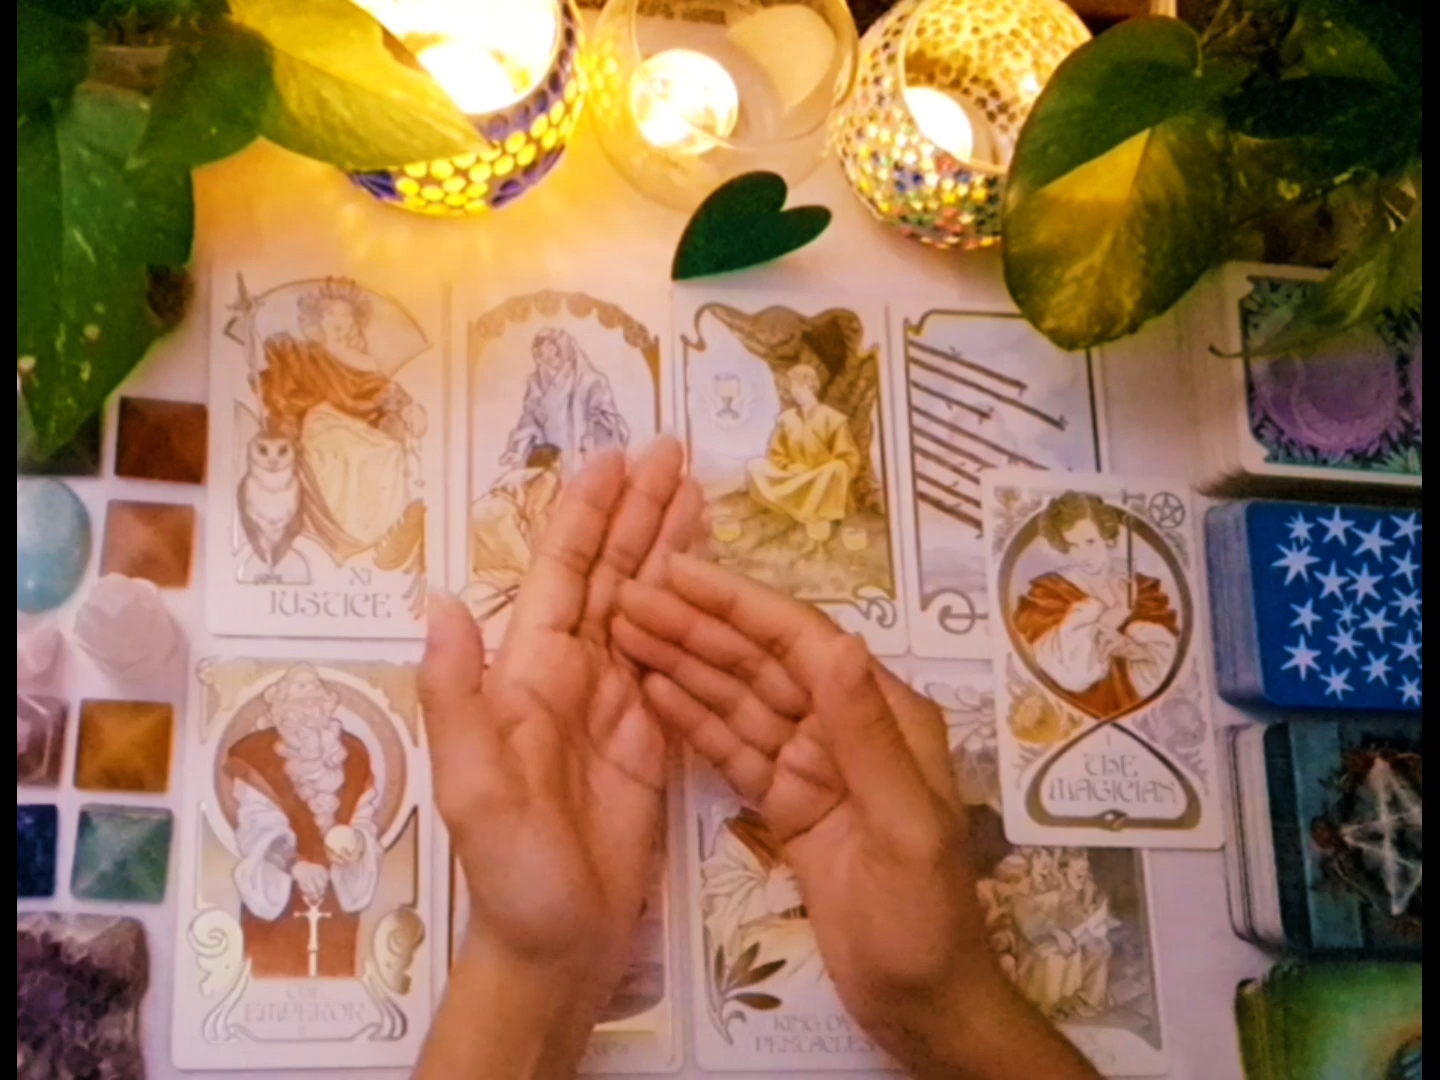 XI
JUSTICE
I
THE
MAGICIAN
THE
EMPEROR
KING OF
PENTACLES